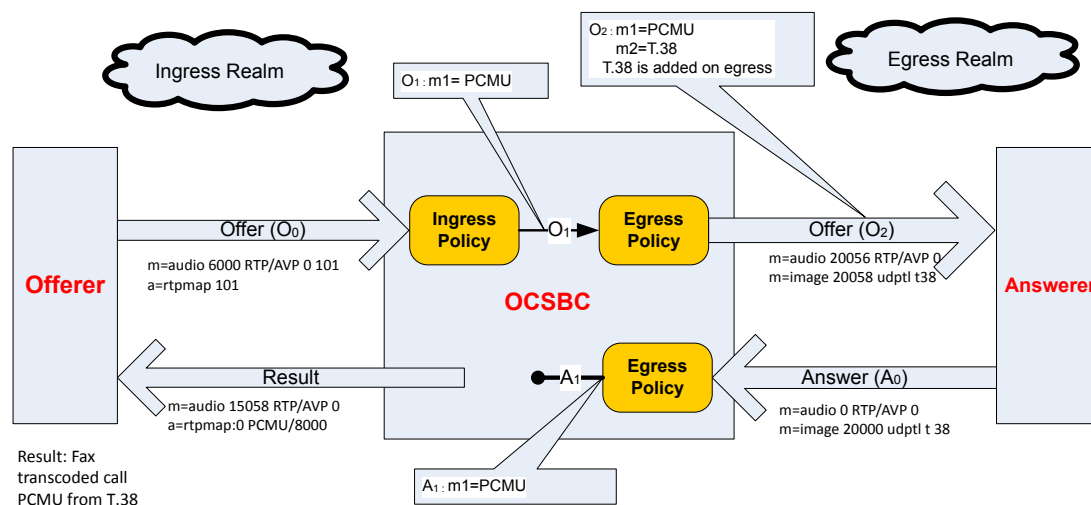 Ingress Realm
O1 : m1= PCMU
O2 : m1=PCMU
m2=T.38
T.38 is added on egress
Egress Realm
Offerer
Offer (O0)
m=audio 6000 RTP/AVP 0 101
a=rtpmap 101
Ingress
Policy
O1
Egress
Policy
Offer (O2)
m=audio 20056 RTP/AVP 0
m=image 20058 udptl t38
Answerer
OCSBC
Result
m=audio 15058 RTP/AVP 0
a=rtpmap:0 PCMU/8000
A1
Egress
Policy
Answer (A0)
m=audio 0 RTP/AVP 0
m=image 20000 udptl t 38
Result: Fax
transcoded call
PCMU from T.38
A1 : m1=PCMU